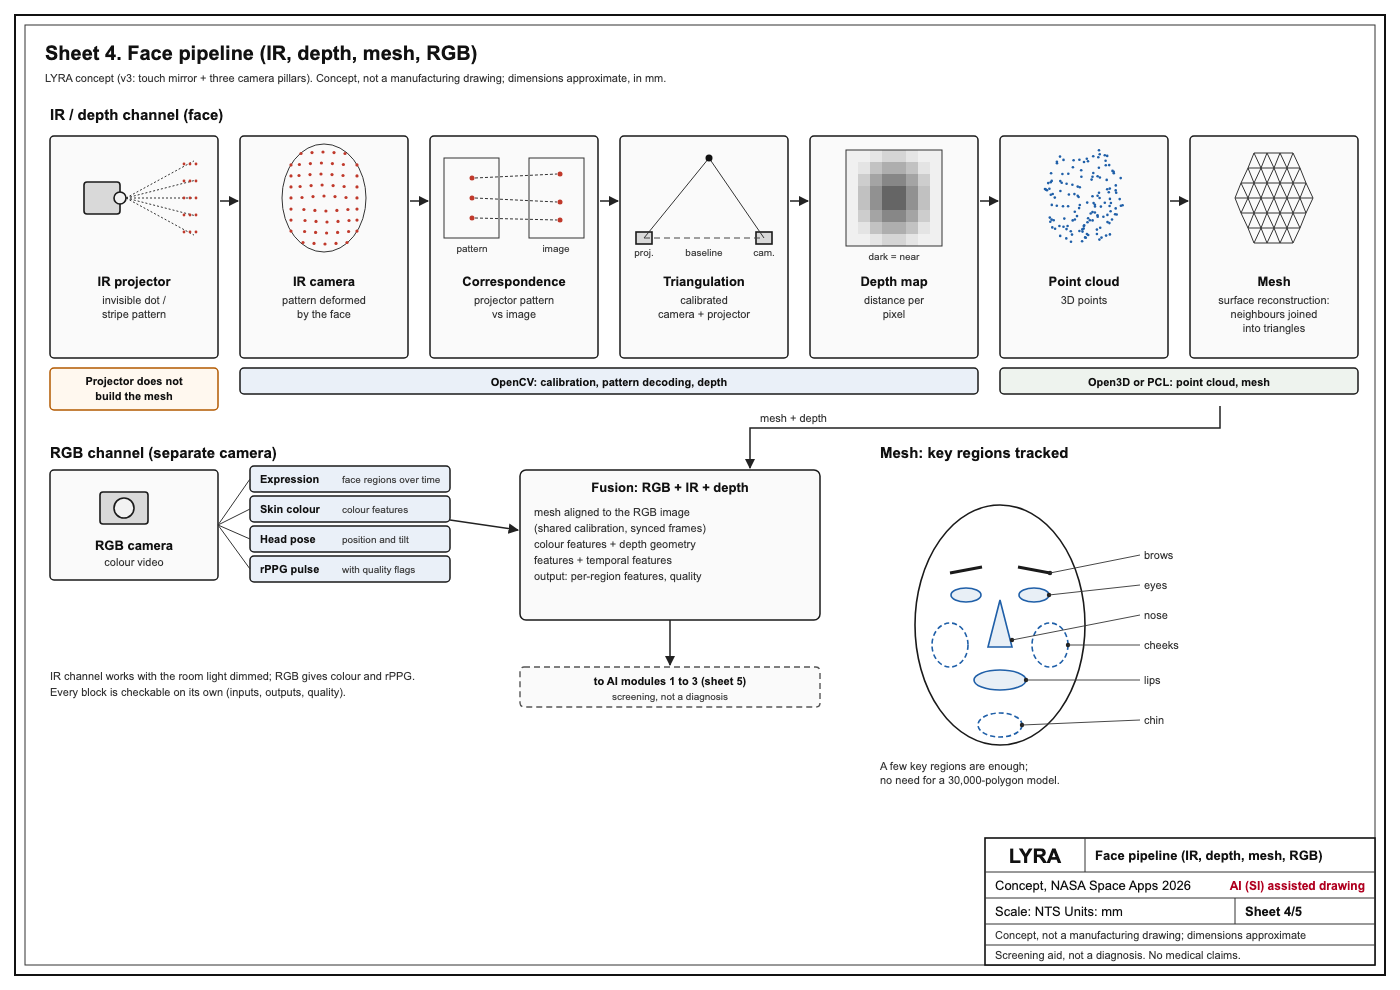 Sheet 4. Face pipeline (IR, depth, mesh, RGB)
LYRA concept (v3: touch mirror + three camera pillars). Concept, not a manufacturing drawing; dimensions approximate, in mm.
IR / depth channel (face)
IR projector
invisible dot /
stripe pattern
IR camera
pattern deformed
by the face
pattern
image
Correspondence
projector pattern
vs image
proj.
baseline
cam.
Triangulation
calibrated
camera + projector
dark = near
Depth map
distance per
pixel
Point cloud
3D points
Mesh
surface reconstruction:
neighbours joined
into triangles
Projector does not
build the mesh
OpenCV: calibration, pattern decoding, depth
Open3D or PCL: point cloud, mesh
mesh + depth
RGB channel (separate camera)
RGB camera
colour video
Expression face regions over time
Skin colour colour features
Head pose position and tilt
rPPG pulse with quality flags
Fusion: RGB + IR + depth
mesh aligned to the RGB image
(shared calibration, synced frames)
colour features + depth geometry
features + temporal features
output: per-region features, quality
to AI modules 1 to 3 (sheet 5)
screening, not a diagnosis
IR channel works with the room light dimmed; RGB gives colour and rPPG.
Every block is checkable on its own (inputs, outputs, quality).
Mesh: key regions tracked
brows
eyes
nose
cheeks
lips
chin
A few key regions are enough;
no need for a 30,000-polygon model.
LYRA
Face pipeline (IR, depth, mesh, RGB)
Concept, NASA Space Apps 2026
AI (SI) assisted drawing
Scale: NTS Units: mm
Sheet 4/5
Concept, not a manufacturing drawing; dimensions approximate
Screening aid, not a diagnosis. No medical claims.